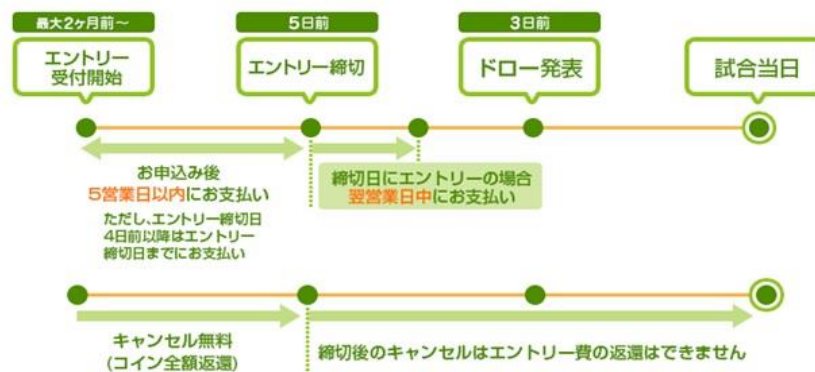 最大2ヶ月前～
5日前
3日前
エントリー
受付開始
エントリー締切
ドロー発表
試合当日
お申込み後
5営業日以内にお支払い
ただし、エントリー締切日
4日前以降はエントリー
締切日までにお支払い
締切日にエントリーの場合
翌営業日中にお支払い
キャンセル無料
(コイン全額返還)
締切後のキャンセルはエントリー費の返還はできません